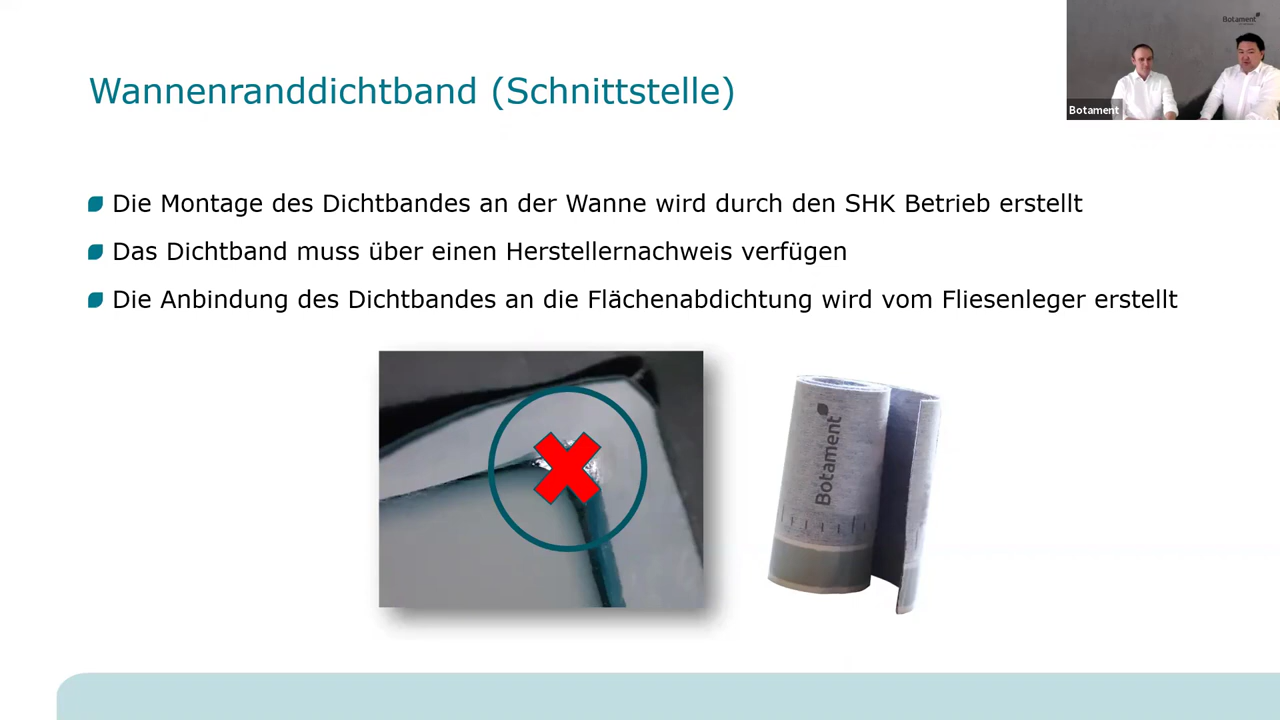 Botament
Wannenranddichtband (Schnittstelle)
Botament
Die Montage des Dichtbandes an der Wanne wird durch den SHK Betrieb erstellt
Das Dichtband muss über einen Herstellernachweis verfügen
Die Anbindung des Dichtbandes an die Flächenabdichtung wird vom Fliesenleger erstellt
Botament